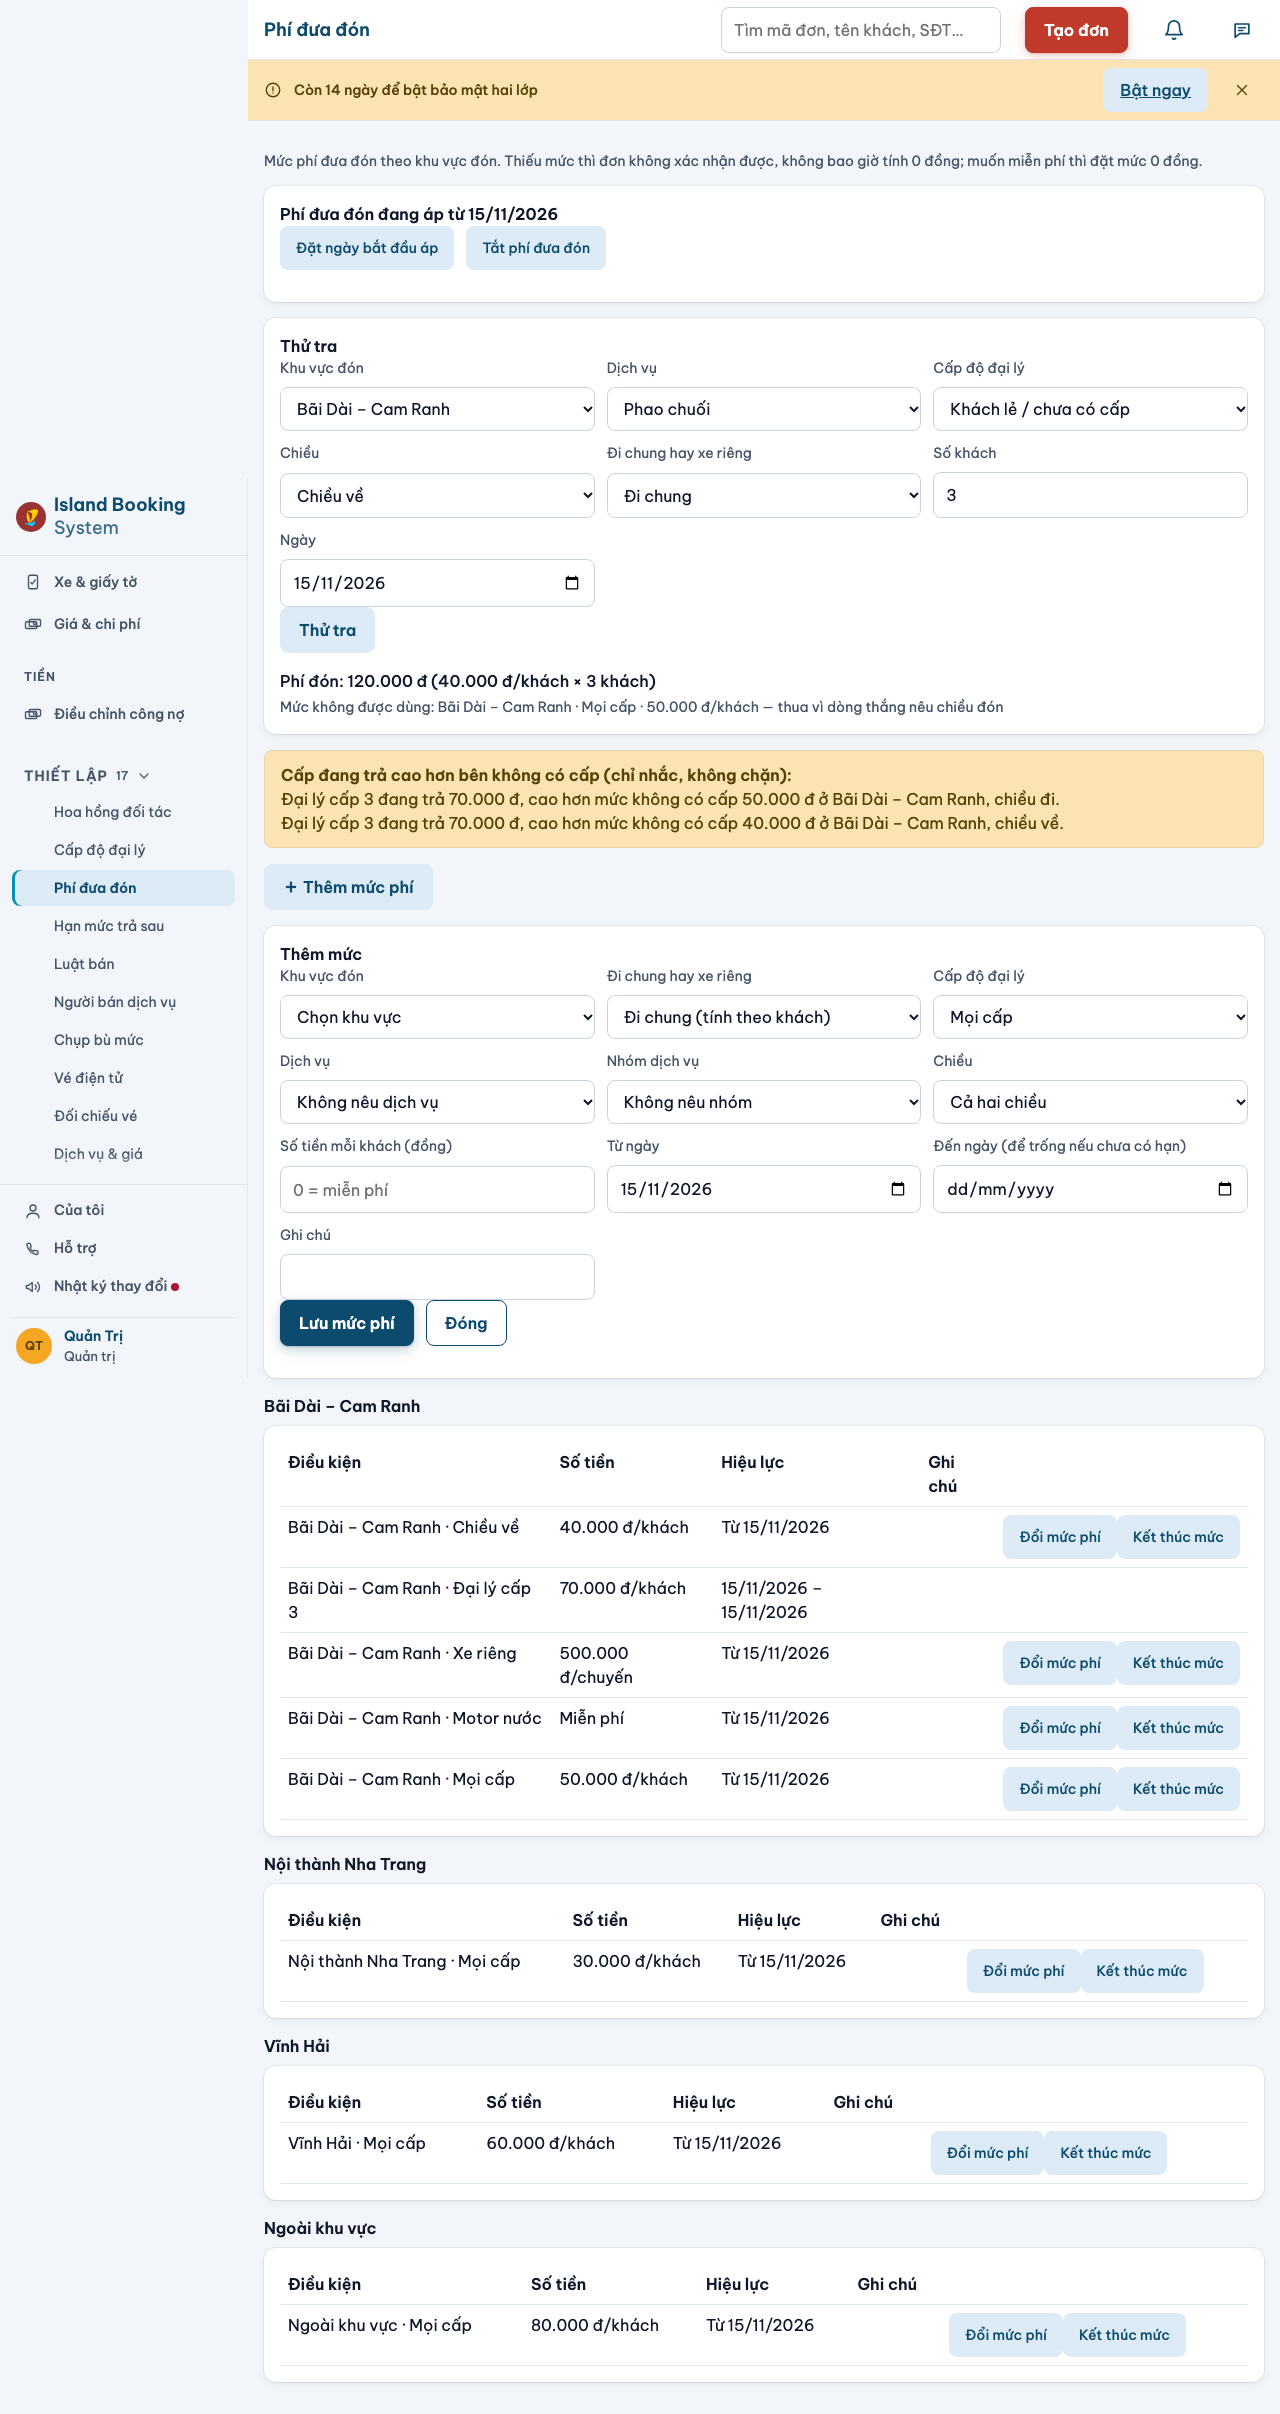 Phí đưa đón
Tìm mã đơn, tên khách, SĐT...
Tạo đơn
Còn 14 ngày để bật bảo mật hai lớp
Bật ngay
Mức phí đưa đón theo khu vực đón. Thiếu mức thì đơn không xác nhận được, không bao giờ tính 0 đồng; muốn miễn phí thì đặt mức 0 đồng.
Phí đưa đón đang áp từ 15/11/2026
Đặt ngày bắt đầu áp
Tắt phí đưa đón
Thử tra
Khu vực đón
Dịch vụ
Cấp độ đại lý
Bãi Dài – Cam Ranh
Phao chuối
Khách lẻ / chưa có cấp
Chiều
Đi chung hay xe riêng
Số khách
Chiều về
Đi chung
3
Ngày
15/11/2026
Thử tra
Phí đón: 120.000 đ (40.000 đ/khách × 3 khách)
Mức không được dùng: Bãi Dài – Cam Ranh · Mọi cấp · 50.000 đ/khách — thua vì dòng thắng nêu chiều đón
Island Booking
System
Xe & giấy tờ
Giá & chi phí
TIỀN
Điều chỉnh công nợ
THIẾT LẬP 17
Hoa hồng đối tác
Cấp độ đại lý
Phí đưa đón
Hạn mức trả sau
Luật bán
Người bán dịch vụ
Chụp bù mức
Vé điện tử
Đối chiếu vé
Dịch vụ & giá
Của tôi
Hỗ trợ
Nhật ký thay đổi
QT
Quản Trị
Quản trị
Cấp đang trả cao hơn bên không có cấp (chỉ nhắc, không chặn):
Đại lý cấp 3 đang trả 70.000 đ, cao hơn mức không có cấp 50.000 đ ở Bãi Dài – Cam Ranh, chiều đi.
Đại lý cấp 3 đang trả 70.000 đ, cao hơn mức không có cấp 40.000 đ ở Bãi Dài – Cam Ranh, chiều về.
+ Thêm mức phí
Thêm mức
Khu vực đón
Đi chung hay xe riêng
Cấp độ đại lý
Chọn khu vực
Đi chung (tính theo khách)
Mọi cấp
Dịch vụ
Nhóm dịch vụ
Chiều
Không nêu dịch vụ
Không nêu nhóm
Cả hai chiều
Số tiền mỗi khách (đồng)
Từ ngày
Đến ngày (để trống nếu chưa có hạn)
0 = miễn phí
15/11/2026
dd/mm/yyyy
Ghi chú
Lưu mức phí
Đóng
Bãi Dài – Cam Ranh
Điều kiện
Số tiền
Hiệu lực
Ghi
chú
Bãi Dài – Cam Ranh · Chiều về
40.000 đ/khách
Từ 15/11/2026
Đổi mức phí
Kết thúc mức
Bãi Dài – Cam Ranh · Đại lý cấp
3
70.000 đ/khách
15/11/2026 –
15/11/2026
Bãi Dài – Cam Ranh · Xe riêng
500.000
đ/chuyến
Từ 15/11/2026
Đổi mức phí
Kết thúc mức
Bãi Dài – Cam Ranh · Motor nước
Miễn phí
Từ 15/11/2026
Đổi mức phí
Kết thúc mức
Bãi Dài – Cam Ranh · Mọi cấp
50.000 đ/khách
Từ 15/11/2026
Đổi mức phí
Kết thúc mức
Nội thành Nha Trang
Điều kiện
Số tiền
Hiệu lực
Ghi chú
Nội thành Nha Trang · Mọi cấp
30.000 đ/khách
Từ 15/11/2026
Đổi mức phí
Kết thúc mức
Vĩnh Hải
Điều kiện
Số tiền
Hiệu lực
Ghi chú
Vĩnh Hải · Mọi cấp
60.000 đ/khách
Từ 15/11/2026
Đổi mức phí
Kết thúc mức
Ngoài khu vực
Điều kiện
Số tiền
Hiệu lực
Ghi chú
Ngoài khu vực · Mọi cấp
80.000 đ/khách
Từ 15/11/2026
Đổi mức phí
Kết thúc mức